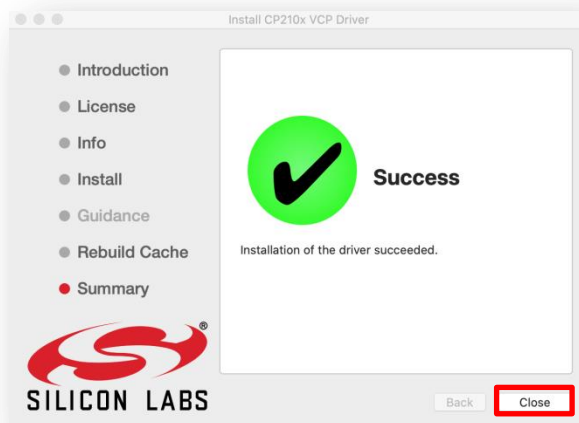 Install CP210x VCP Driver
Introduction
License
Info
Install
Guidance
Rebuild Cache
Summary
Success
Installation of the driver succeeded.
®
SILICON LABS
Back
Close